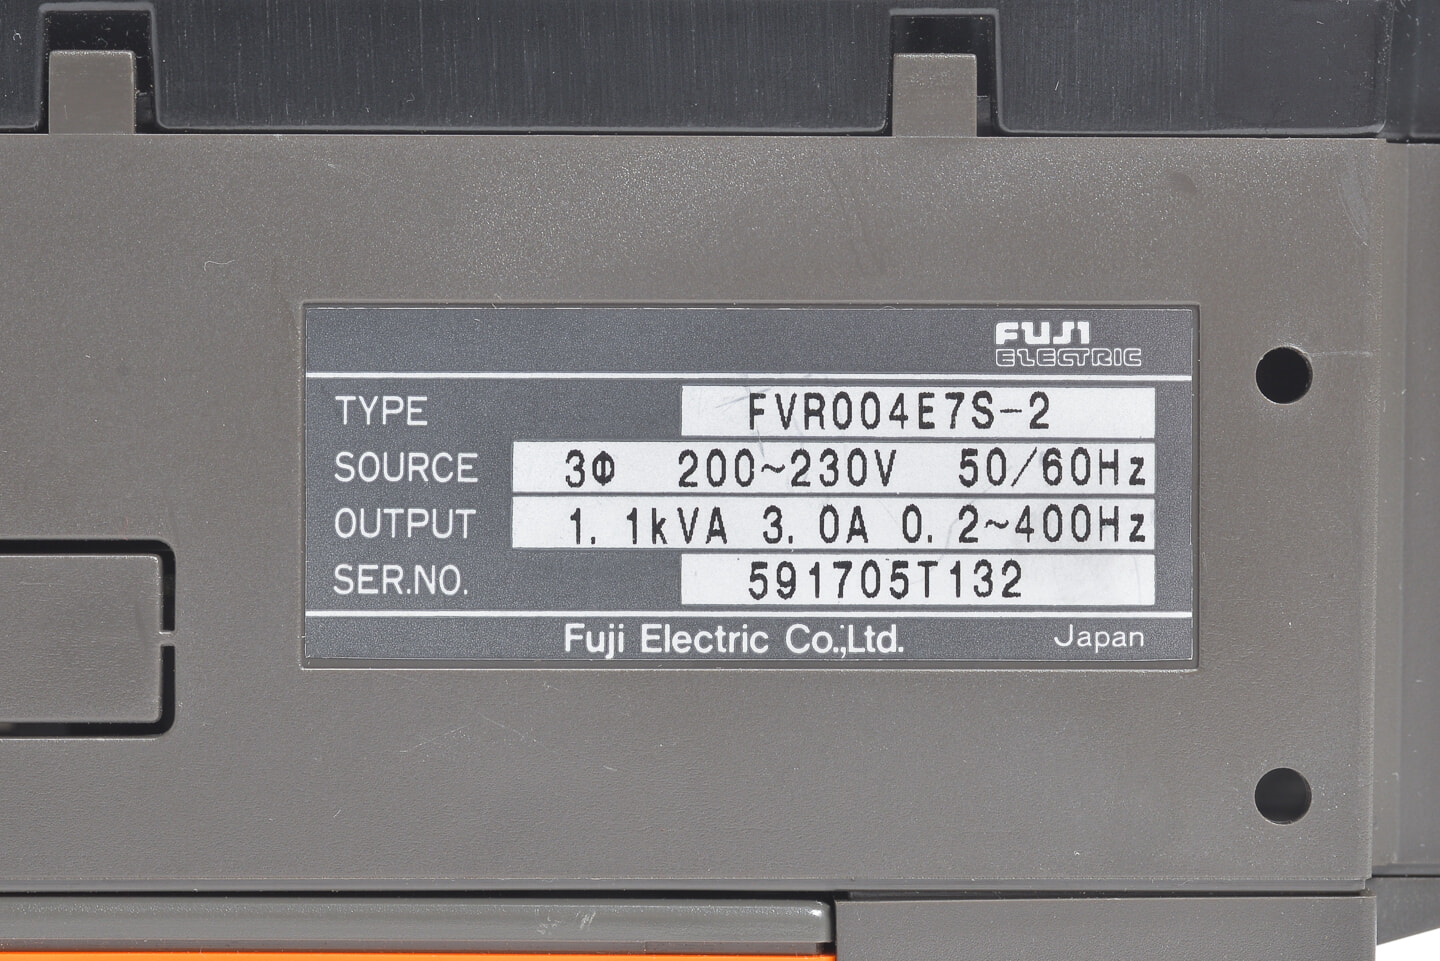 FUJI
ELECTRIC
TYPE FVR004E7S-2
SOURCE 3Φ 200~230V 50/60Hz
OUTPUT 1.1kVA 3.0A 0.2~400Hz
SER.NO. 591705T132
Fuji Electric Co.,Ltd. Japan